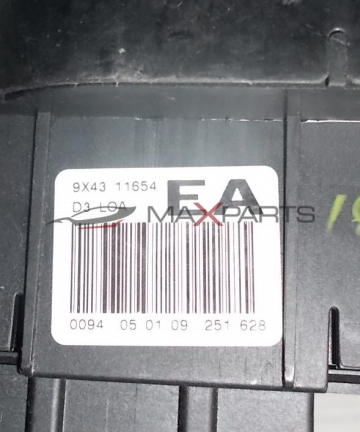 9X43 11654 EA
D3 LOA
MAXPARTS
0094 05 01 09 251 628